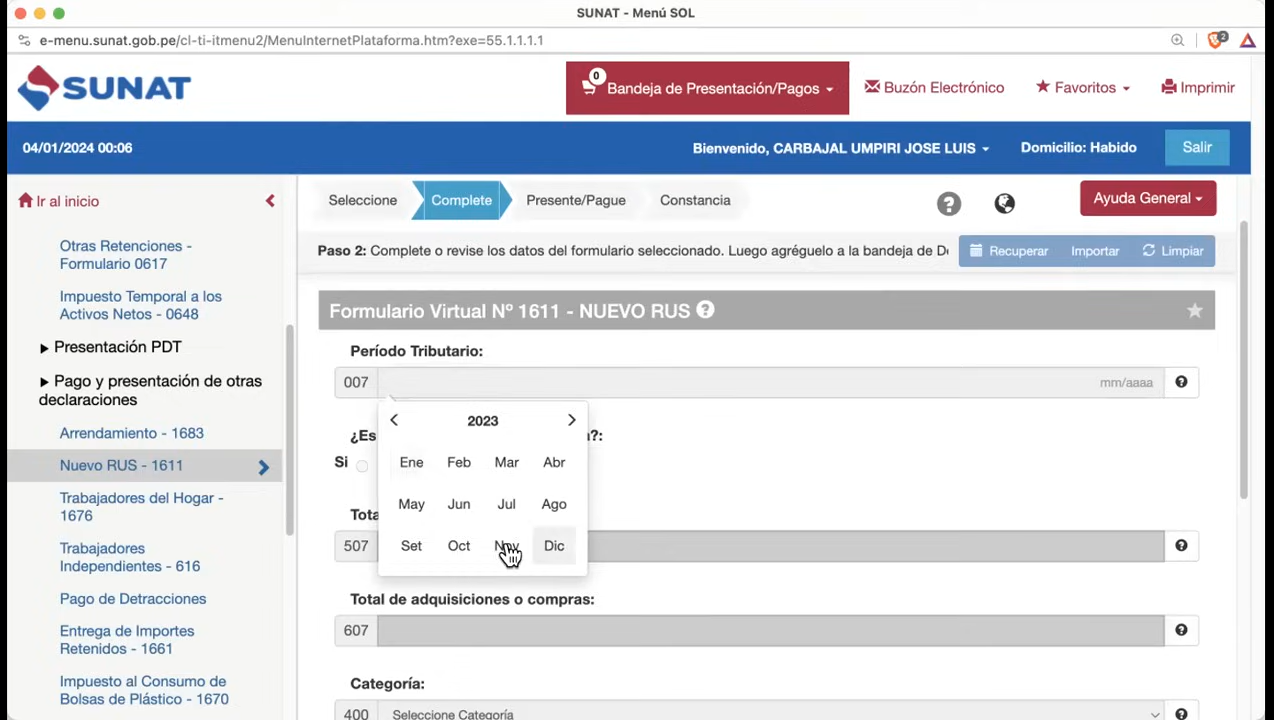 SUNAT - Menú SOL
e-menu.sunat.gob.pe/cl-ti-itmenu2/MenuInternetPlataforma.htm?exe=55.1.1.1.1
2
SUNAT
0
Bandeja de Presentación/Pagos
Buzón Electrónico
Favoritos
Imprimir
04/01/2024 00:06
Bienvenido, CARBAJAL UMPIRI JOSE LUIS
Domicilio: Habido
Salir
Ir al inicio
Otras Retenciones -
Formulario 0617
Impuesto Temporal a los
Activos Netos - 0648
Presentación PDT
Pago y presentación de otras
declaraciones
Arrendamiento - 1683
Nuevo RUS - 1611
Trabajadores del Hogar -
1676
Trabajadores
Independientes - 616
Pago de Detracciones
Entrega de Importes
Retenidos - 1661
Impuesto al Consumo de
Bolsas de Plástico - 1670
Seleccione
Complete
Presente/Pague
Constancia
?
Ayuda General
Paso 2: Complete o revise los datos del formulario seleccionado. Luego agréguelo a la bandeja de De
Recuperar
Importar
Limpiar
Formulario Virtual Nº 1611 - NUEVO RUS ?
Período Tributario:
007
mm/aaaa
?
2023
¿Es
?:
Si
Ene Feb Mar Abr
May Jun Jul Ago
Set Oct Nov Dic
Tota
507
?
Total de adquisiciones o compras:
607
?
Categoría:
400
Seleccione Categoría
?